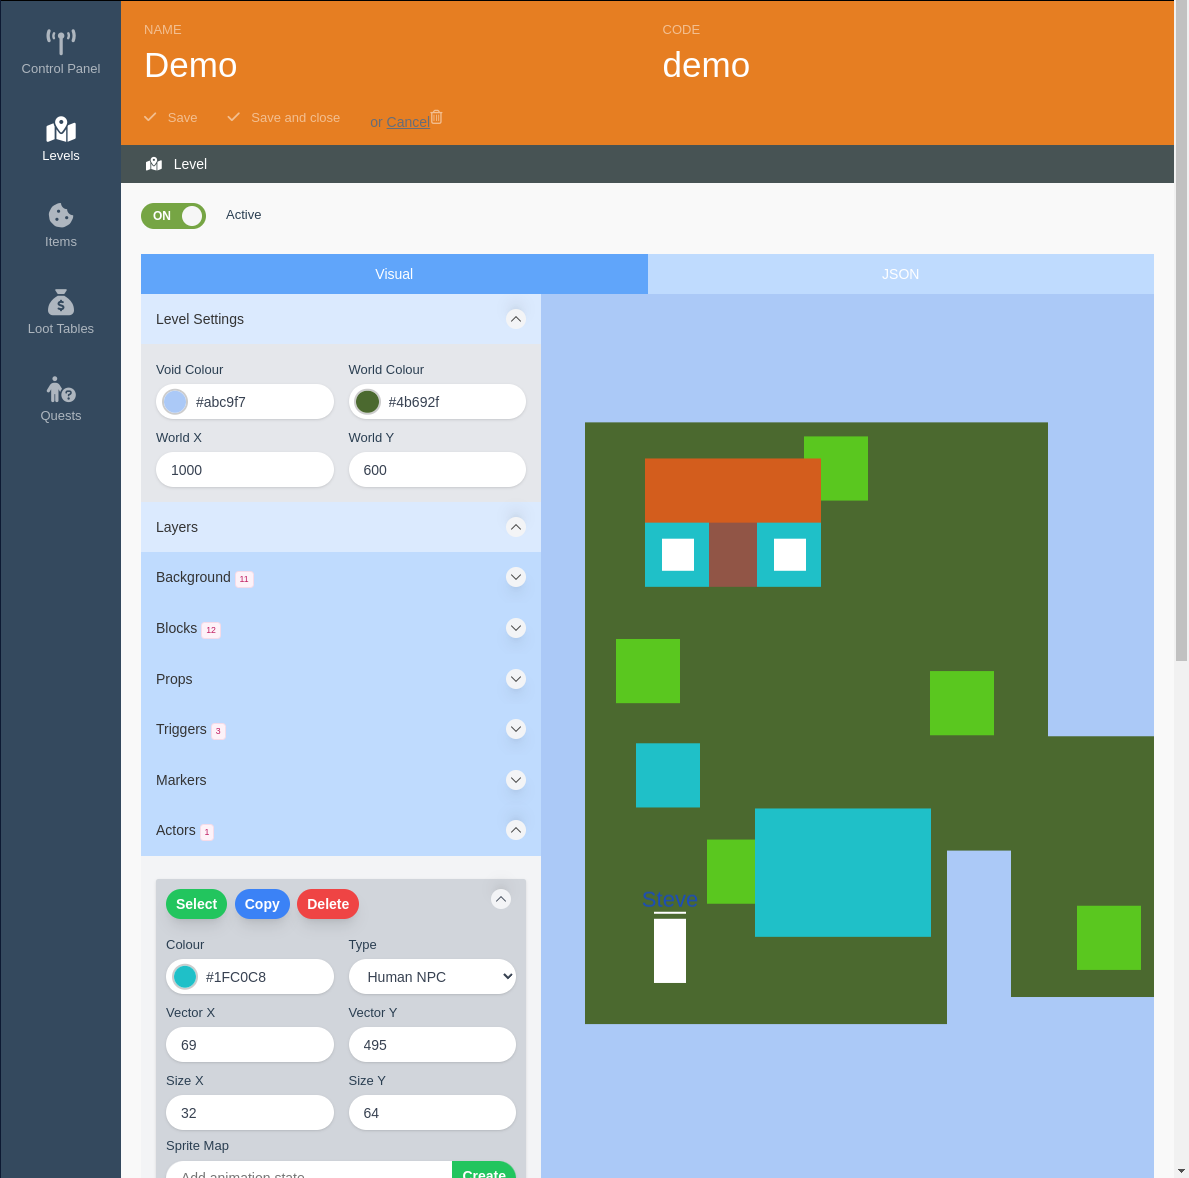 Control Panel
Levels
Items
Loot Tables
Quests
NAME
CODE
Demo
demo
Save
Save and close
or Cancel
Level
ON
Active
Visual
JSON
Level Settings
Void Colour
World Colour
#abc9f7
#4b692f
World X
World Y
1000
600
Layers
Background 11
Blocks 12
Props
Triggers 3
Markers
Actors 1
Select
Copy
Delete
Colour
Type
#1FC0C8
Human NPC
Vector X
Vector Y
69
495
Size X
Size Y
32
64
Sprite Map
Add animation state
Create
Steve